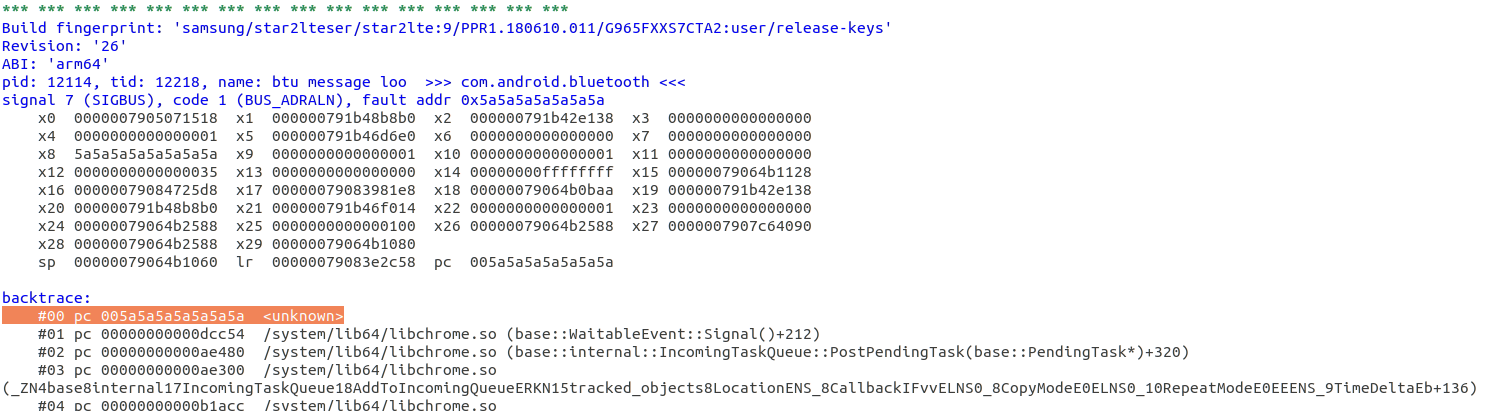 *** *** *** *** *** *** *** *** *** *** *** *** *** *** *** ***
Build fingerprint: 'samsung/star2lteser/star2lte:9/PPR1.180610.011/G965FXXS7CTA2:user/release-keys'
Revision: '26'
ABI: 'arm64'
pid: 12114, tid: 12218, name: btu message loo  >>> com.android.bluetooth <<<
signal 7 (SIGBUS), code 1 (BUS_ADRALN), fault addr 0x5a5a5a5a5a5a5a
    x0  0000007905071518  x1  000000791b48b8b0  x2  000000791b42e138  x3  0000000000000000
    x4  0000000000000001  x5  000000791b46d6e0  x6  0000000000000000  x7  0000000000000000
    x8  5a5a5a5a5a5a5a5a  x9  0000000000000001  x10 0000000000000001  x11 0000000000000000
    x12 0000000000000035  x13 0000000000000000  x14 00000000ffffffff  x15 00000079064b1128
    x16 00000079084725d8  x17 00000079083981e8  x18 00000079064b0baa  x19 000000791b42e138
    x20 000000791b48b8b0  x21 000000791b46f014  x22 0000000000000001  x23 0000000000000000
    x24 00000079064b2588  x25 0000000000000100  x26 00000079064b2588  x27 0000007907c64090
    x28 00000079064b2588  x29 00000079064b1080
    sp  00000079064b1060  lr  00000079083e2c58  pc  005a5a5a5a5a5a5a
backtrace:
    #00 pc 005a5a5a5a5a5a5a  <unknown>
    #01 pc 00000000000dcc54  /system/lib64/libchrome.so (base::WaitableEvent::Signal()+212)
    #02 pc 00000000000ae480  /system/lib64/libchrome.so (base::internal::IncomingTaskQueue::PostPendingTask(base::PendingTask*)+320)
    #03 pc 00000000000ae300  /system/lib64/libchrome.so
(_ZN4base8internal17IncomingTaskQueue18AddToIncomingQueueERKN15tracked_objects8LocationENS_8CallbackIFvvELNS0_8CopyModeE0ELNS0_10RepeatModeE0EEENS_9TimeDeltaEb+136)
    #04 pc 00000000000b1acc  /system/lib64/libchrome.so